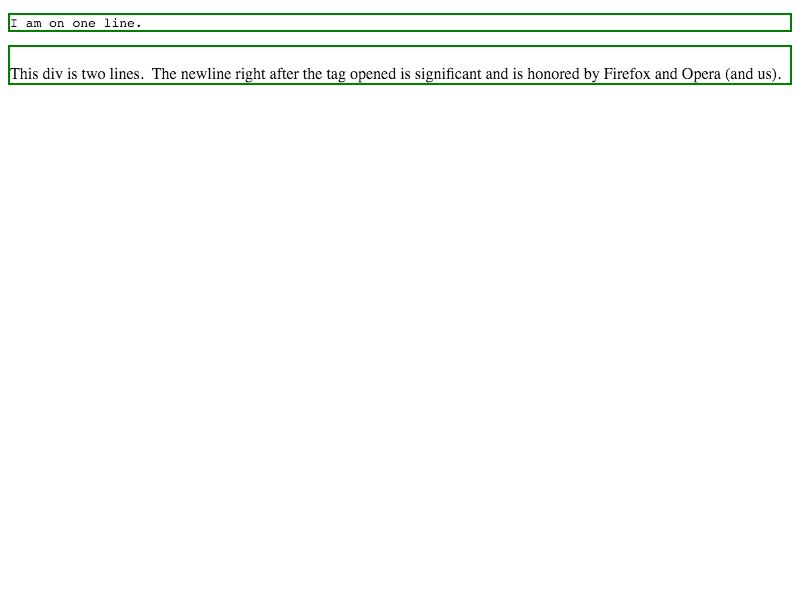 I am on one line.
This div is two lines.  The newline right after the tag opened is significant and is honored by Firefox and Opera (and us).